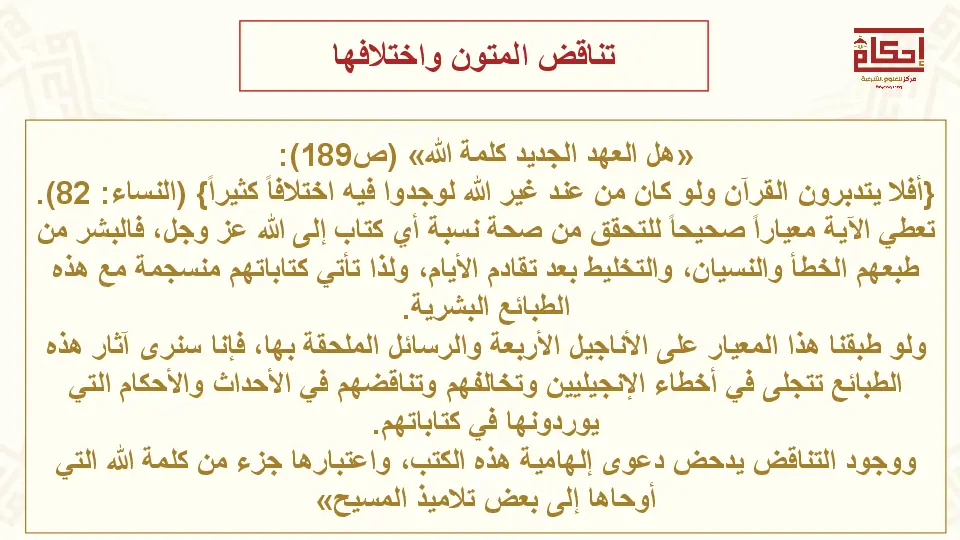 تناقض المتون واختلافها
إحكام
مركز للعلوم الشرعية
«هل العهد الجديد كلمة الله» (ص189):
{أفلا يتدبرون القرآن ولو كان من عند غير الله لوجدوا فيه اختلافاً كثيراً} (النساء: 82).
تعطي الآية معياراً صحيحاً للتحقق من صحة نسبة أي كتاب إلى الله عز وجل، فالبشر من
طبعهم الخطأ والنسيان، والتخليط بعد تقادم الأيام، ولذا تأتي كتاباتهم منسجمة مع هذه
الطبائع البشرية.
ولو طبقنا هذا المعيار على الأناجيل الأربعة والرسائل الملحقة بها، فإنا سنرى آثار هذه
الطبائع تتجلى في أخطاء الإنجيليين وتخالفهم وتناقضهم في الأحداث والأحكام التي
يوردونها في كتاباتهم.
ووجود التناقض يدحض دعوى إلهامية هذه الكتب، واعتبارها جزء من كلمة الله التي
أوحاها إلى بعض تلاميذ المسيح»